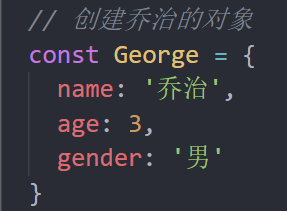 // 创建乔治的对象
const George = {
  name: '乔治',
  age: 3,
  gender: '男'
}